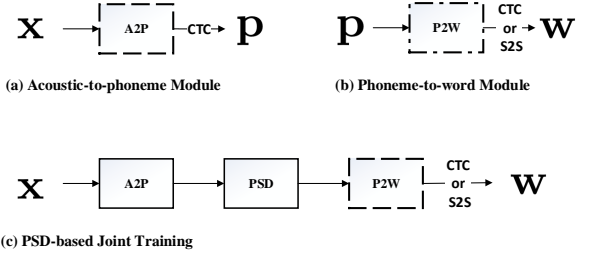 x A2P CTC p
p P2W CTC or S2S w
(a) Acoustic-to-phoneme Module
(b) Phoneme-to-word Module
x A2P PSD P2W CTC or S2S w
(c) PSD-based Joint Training